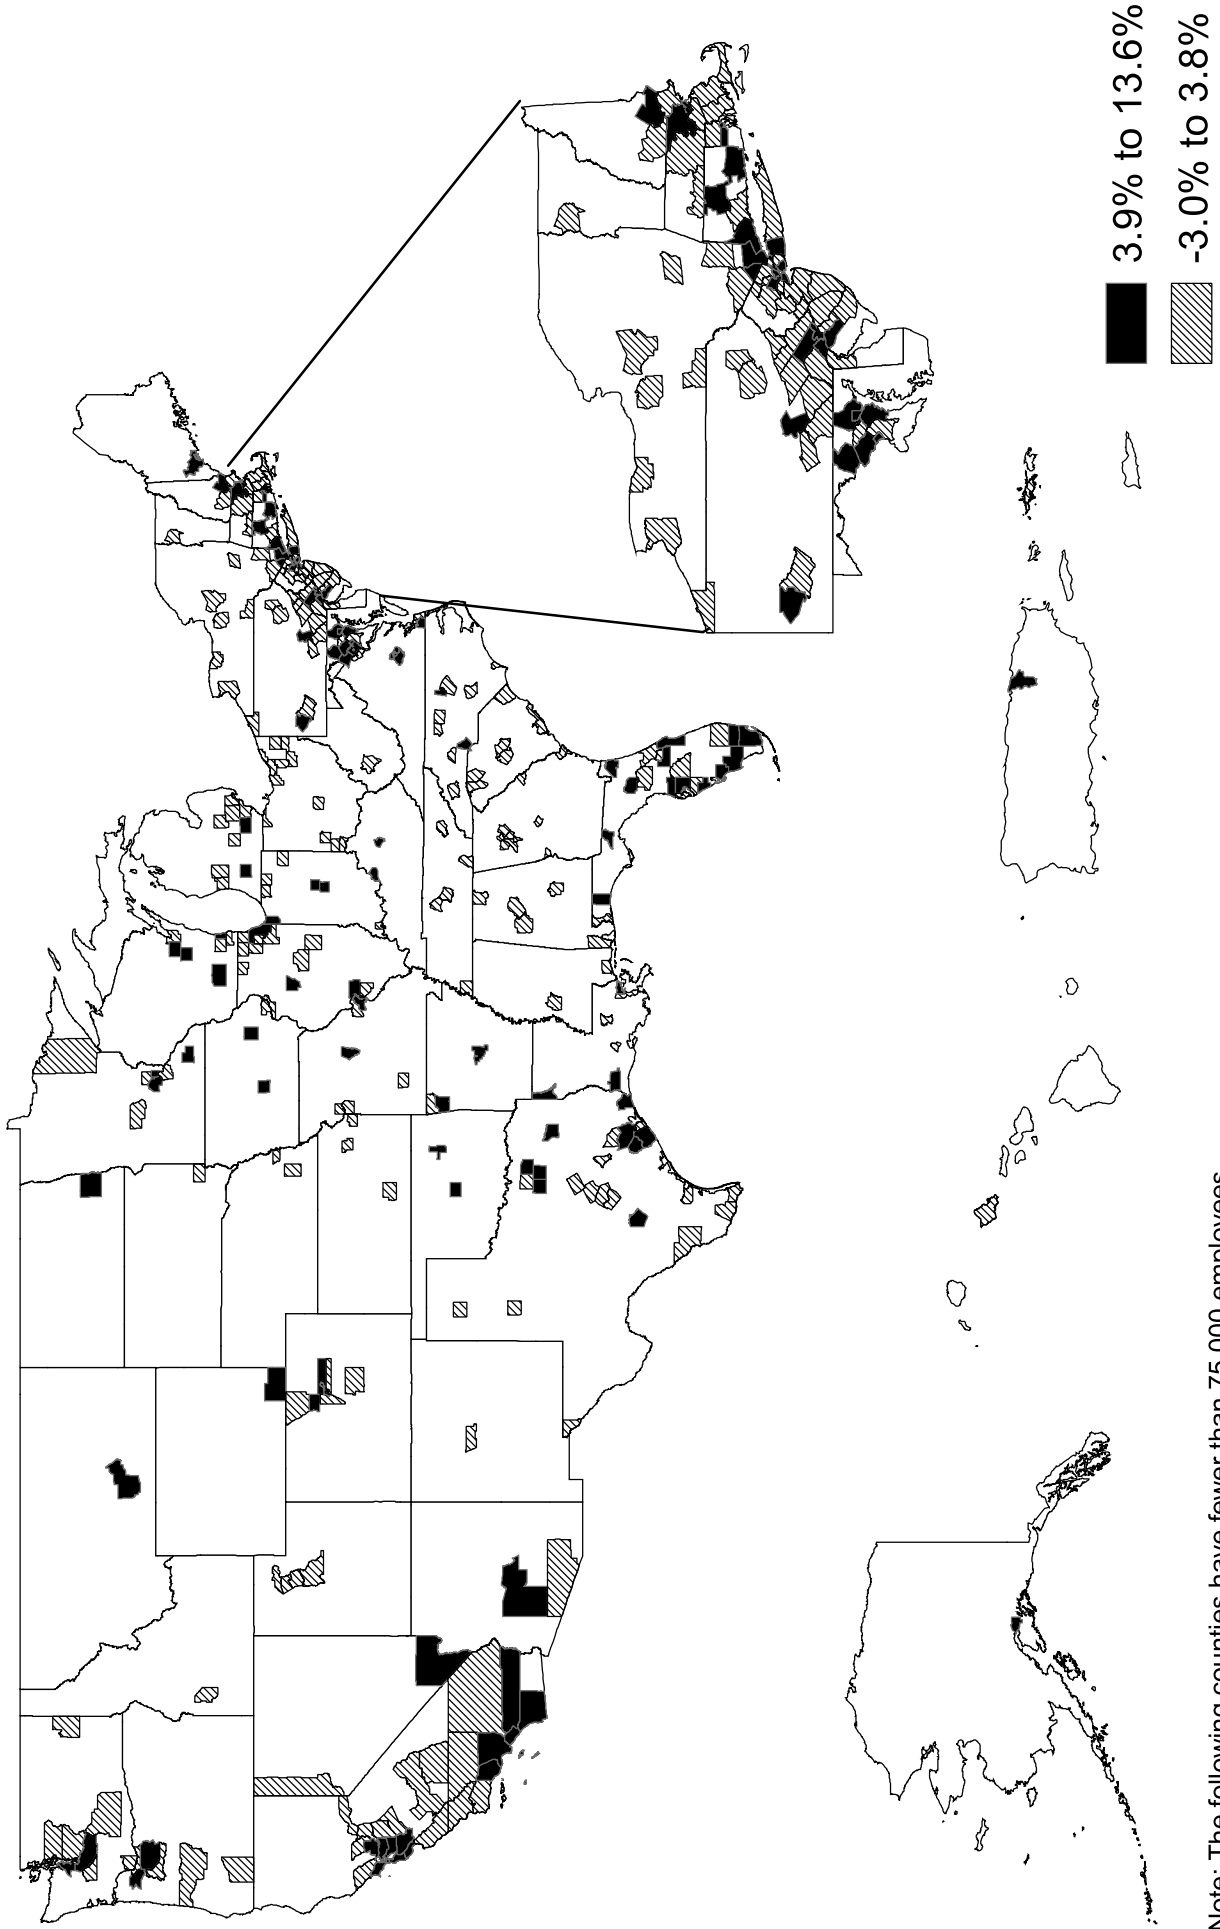 3.9% to 13.6%
-3.0% to 3.8%
Note: The following counties have fewer than 75,000 employees